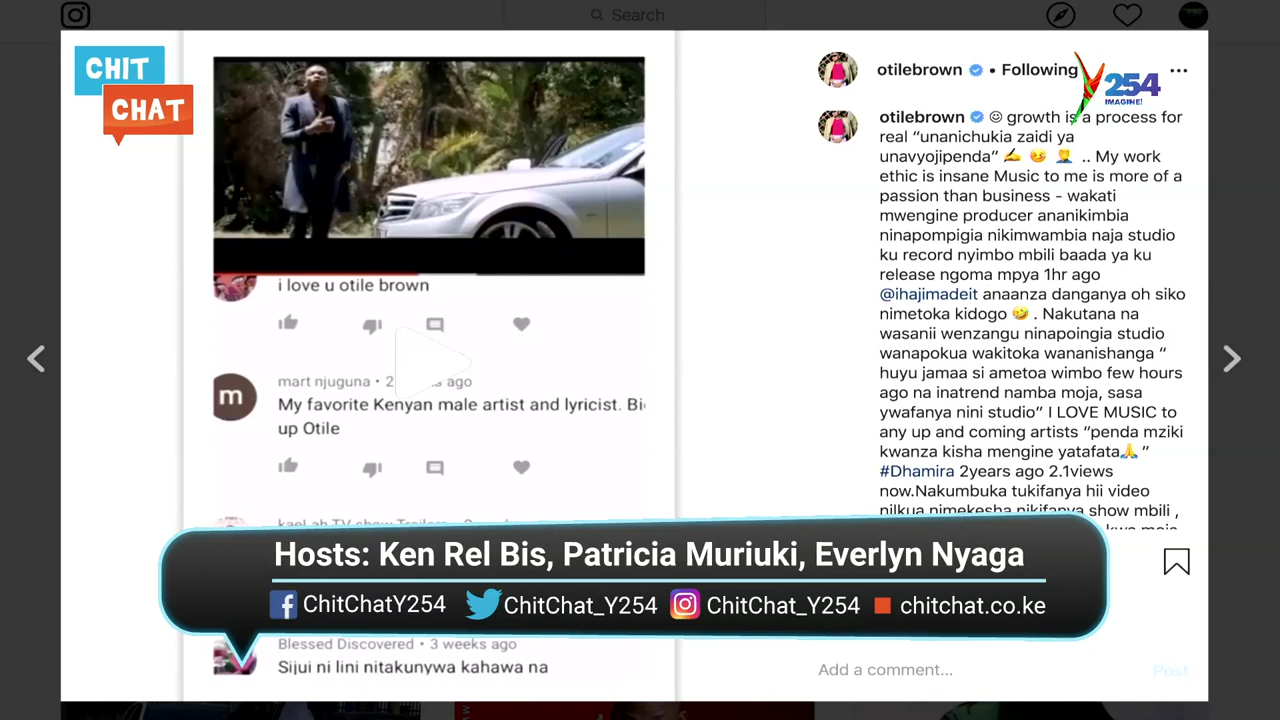 Search
CHIT
CHAT
i love u otile brown
mart njuguna • 2
ago
My favorite Kenyan male artist and lyricist.
up Otile
Blessed Discovered • 3 weeks ago
Sijui ni lini nitakunywa kahawa na
otilebrown • Following
254
IMAGINE!
otilebrown ☺ growth is a process for
real “unanichukia zaidi ya
unavyojipenda” ✍️ 🤦 .. My work
ethic is insane Music to me is more of a
passion than business - wakati
mwengine producer ananikimbia
ninapompigia nikimwambia naja studio
ku record nyimbo mbili baada ya ku
release ngoma mpya 1hr ago
@ihajimadeit anaanza danganya oh siko
nimetoka kidogo 🤣 . Nakutana na
wasanii wenzangu ninapoingia studio
wanapokua wakitoka wananishanga “
huyu jamaa si ametoa wimbo few hours
ago na inatrend namba moja, sasa
ywafanya nini studio” I LOVE MUSIC to
any up and coming artists “penda mziki
kwanza kisha mengine yatafata🙏 ”
#Dhamira 2years ago 2.1views
now.Nakumbuka tukifanya hii video
nilkua nimekesha nikifanya show mbili ,
Hosts: Ken Rel Bis, Patricia Muriuki, Everlyn Nyaga
ChitChatY254 ChitChat_Y254 ChitChat_Y254 chitchat.co.ke
Add a comment...
Post